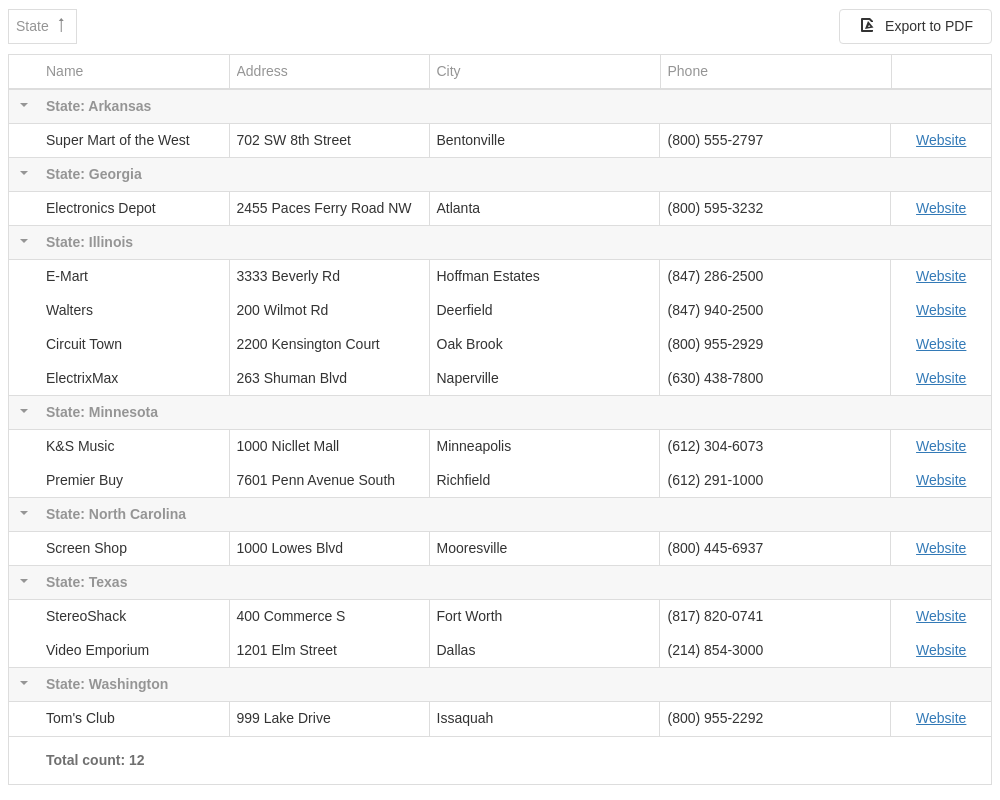 State
Export to PDF
Name Address City Phone
State: Arkansas
Super Mart of the West 702 SW 8th Street Bentonville (800) 555-2797 Website
State: Georgia
Electronics Depot 2455 Paces Ferry Road NW Atlanta (800) 595-3232 Website
State: Illinois
E-Mart 3333 Beverly Rd Hoffman Estates (847) 286-2500 Website
Walters 200 Wilmot Rd Deerfield (847) 940-2500 Website
Circuit Town 2200 Kensington Court Oak Brook (800) 955-2929 Website
ElectrixMax 263 Shuman Blvd Naperville (630) 438-7800 Website
State: Minnesota
K&S Music 1000 Nicllet Mall Minneapolis (612) 304-6073 Website
Premier Buy 7601 Penn Avenue South Richfield (612) 291-1000 Website
State: North Carolina
Screen Shop 1000 Lowes Blvd Mooresville (800) 445-6937 Website
State: Texas
StereoShack 400 Commerce S Fort Worth (817) 820-0741 Website
Video Emporium 1201 Elm Street Dallas (214) 854-3000 Website
State: Washington
Tom's Club 999 Lake Drive Issaquah (800) 955-2292 Website
Total count: 12